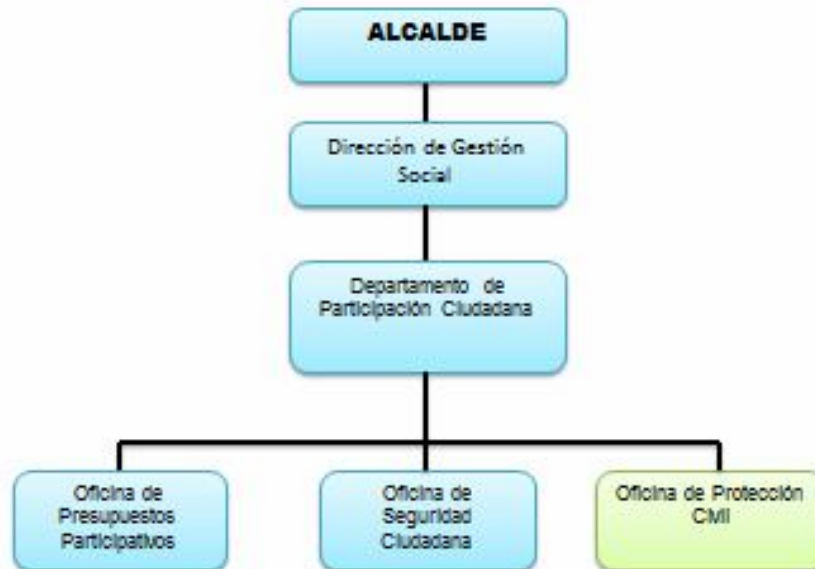 ALCALDE
Dirección de Gestión
Social
Departamento de
Participación Ciudadana
Oficina de
Presupuestos
Participativos
Oficina de
Seguridad
Ciudadana
Oficina de Protección
Civil